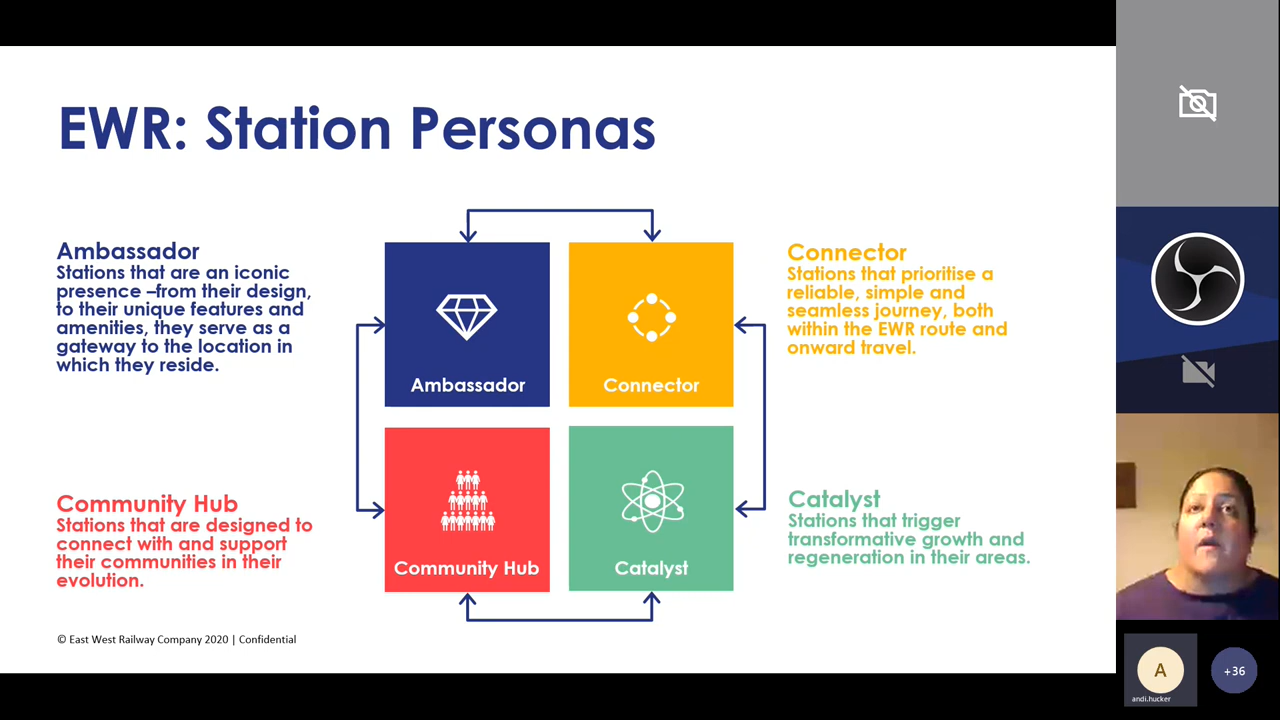 EWR: Station Personas
Ambassador
Stations that are an iconic
presence –from their design,
to their unique features and
amenities, they serve as a
gateway to the location in
which they reside.
Ambassador
Connector
Connector
Stations that prioritise a
reliable, simple and
seamless journey, both
within the EWR route and
onward travel.
Community Hub
Stations that are designed to
connect with and support
their communities in their
evolution.
Community Hub
Catalyst
Catalyst
Stations that trigger
transformative growth and
regeneration in their areas.
© East West Railway Company 2020 | Confidential
A
andi.hucker
+36